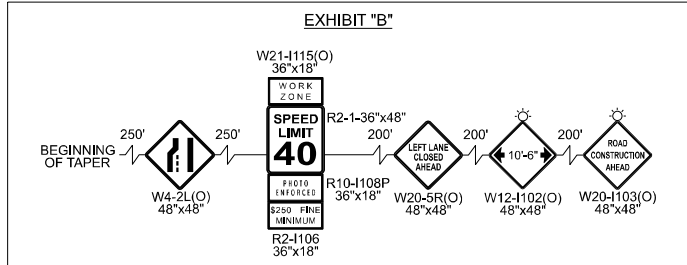 EXHIBIT "B"
W21-I115(O)
36"x18"
WORK
ZONE
SPEED
LIMIT
40
R2-1-36"x48"
PHOTO
ENFORCED
R10-I108P
36"x18"
$250 FINE
MINIMUM
R2-I106
36"x18"
BEGINNING
OF TAPER
250'
W4-2L(O)
48"x48"
250'
200'
LEFT LANE
CLOSED
AHEAD
W20-5R(O)
48"x48"
200'
10'-6"
W12-I102(O)
48"x48"
200'
ROAD
CONSTRUCTION
AHEAD
W20-I103(O)
48"x48"